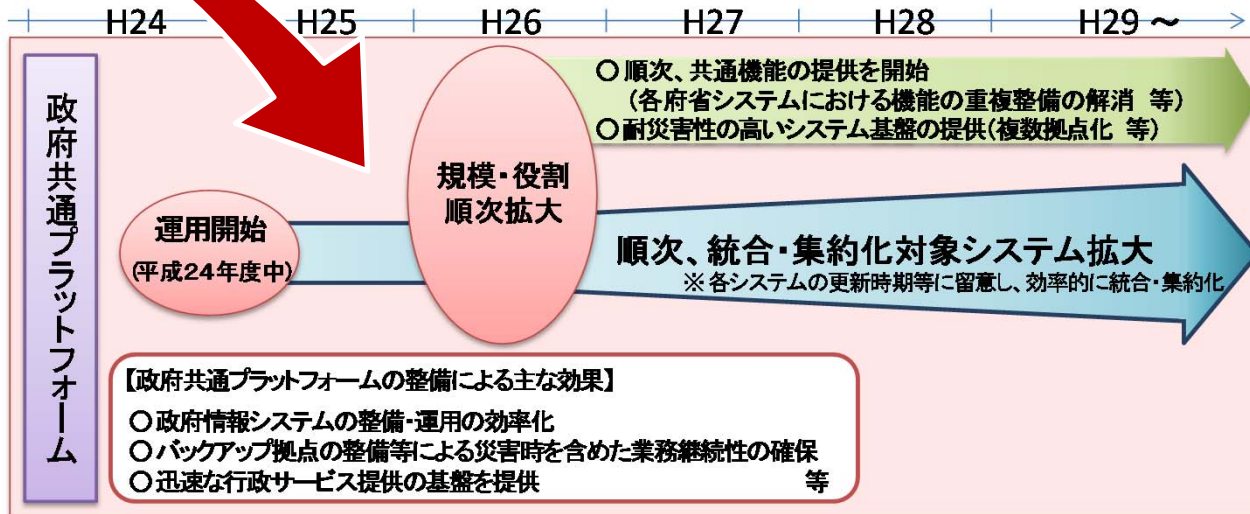 H24 H25 H26 H27 H28 H29 ～
政府共通プラットフォーム
○ 順次、共通機能の提供を開始
（各府省システムにおける機能の重複整備の解消 等）
○ 耐災害性の高いシステム基盤の提供（複数拠点化 等）
規模・役割
順次拡大
運用開始
（平成24年度中）
順次、統合・集約化対象システム拡大
※ 各システムの更新時期等に留意し、効率的に統合・集約化
【政府共通プラットフォームの整備による主な効果】
○ 政府情報システムの整備・運用の効率化
○ バックアップ拠点の整備等による災害時を含めた業務継続性の確保
○ 迅速な行政サービス提供の基盤を提供 等